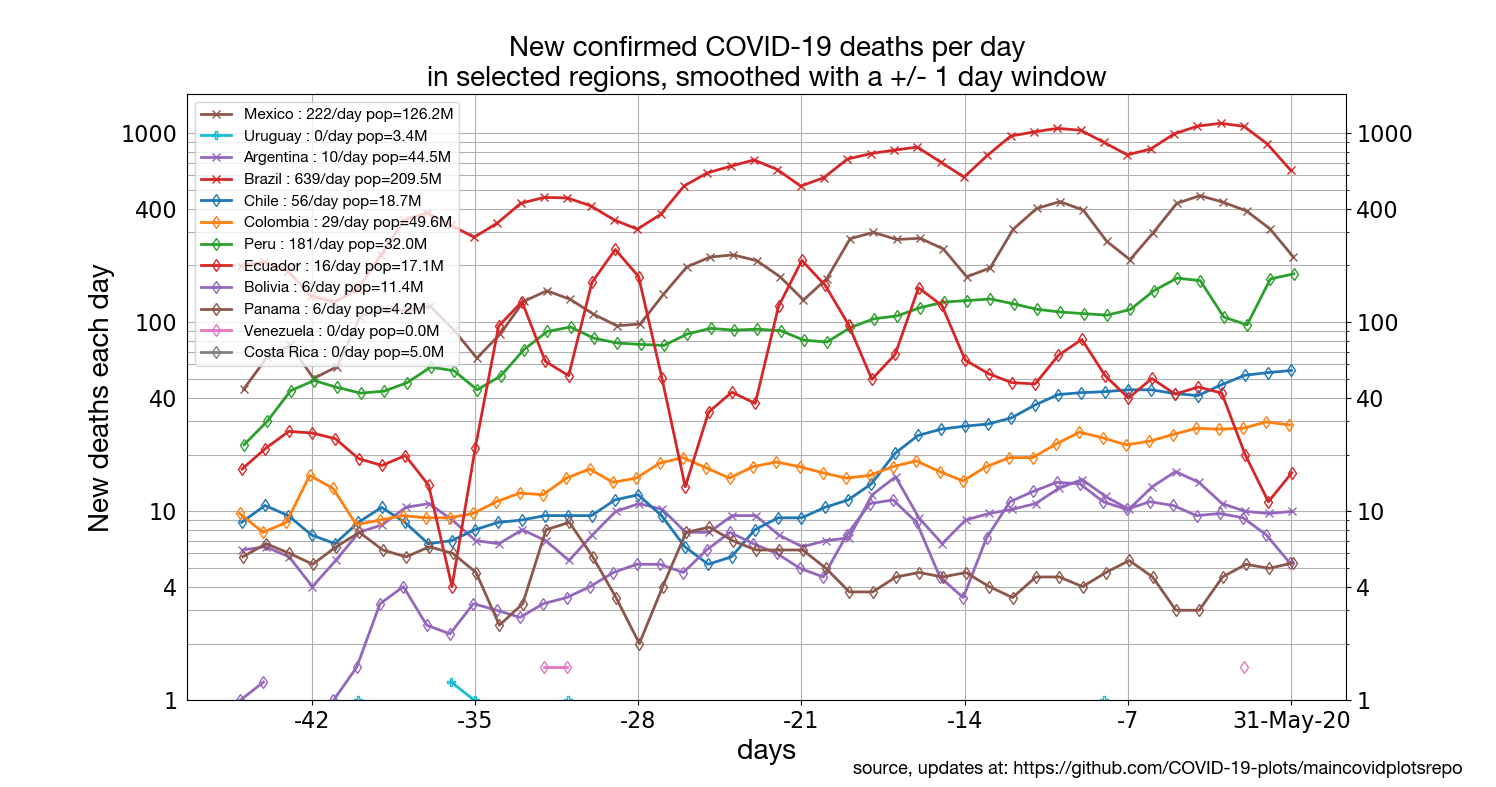 New confirmed COVID-19 deaths per day
in selected regions, smoothed with a +/- 1 day window
Mexico : 222/day pop=126.2M
Uruguay : 0/day pop=3.4M
Argentina : 10/day pop=44.5M
Brazil : 639/day pop=209.5M
Chile : 56/day pop=18.7M
Colombia : 29/day pop=49.6M
Peru : 181/day pop=32.0M
Ecuador : 16/day pop=17.1M
Bolivia : 6/day pop=11.4M
Panama : 6/day pop=4.2M
Venezuela : 0/day pop=0.0M
Costa Rica : 0/day pop=5.0M
New deaths each day
1000
400
100
40
10
4
1
1000
400
100
40
10
4
1
-42 -35 -28 -21 -14 -7 31-May-20
days
source, updates at: https://github.com/COVID-19-plots/maincovidplotsrepo